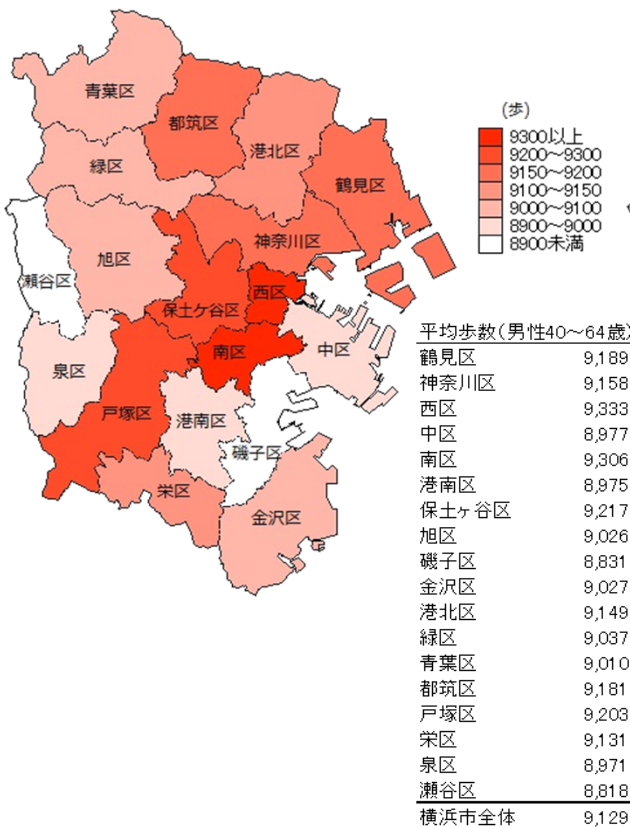 青葉区
都筑区
港北区
緑区
鶴見区
神奈川区
旭区
瀬谷区
西区
保土ケ谷区
南区
中区
泉区
戸塚区
港南区
磯子区
栄区
金沢区
(歩)
9300以上
9200～9300
9150～9200
9100～9150
9000～9100
8900～9000
8900未満
平均歩数(男性40～64歳)
鶴見区 9,189
神奈川区 9,158
西区 9,333
中区 8,977
南区 9,306
港南区 8,975
保土ヶ谷区 9,217
旭区 9,026
磯子区 8,831
金沢区 9,027
港北区 9,149
緑区 9,037
青葉区 9,010
都筑区 9,181
戸塚区 9,203
栄区 9,131
泉区 8,971
瀬谷区 8,818
横浜市全体 9,129